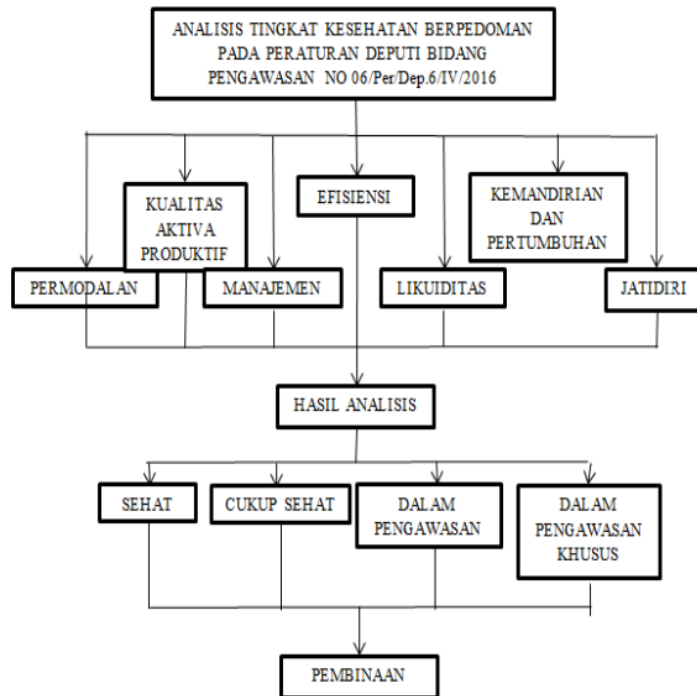 ANALISIS TINGKAT KESEHATAN BERPEDOMAN
PADA PERATURAN DEPUTI BIDANG
PENGAWASAN NO 06/Per/Dep.6/IV/2016
KUALITAS
AKTIVA
PRODUKTIF
EFISIENSI
KEMANDIRIAN
DAN
PERTUMBUHAN
PERMODALAN
MANAJEMEN
LIKUIDITAS
JATIDIRI
HASIL ANALISIS
SEHAT
CUKUP SEHAT
DALAM
PENGAWASAN
DALAM
PENGAWASAN
KHUSUS
PEMBINAAN